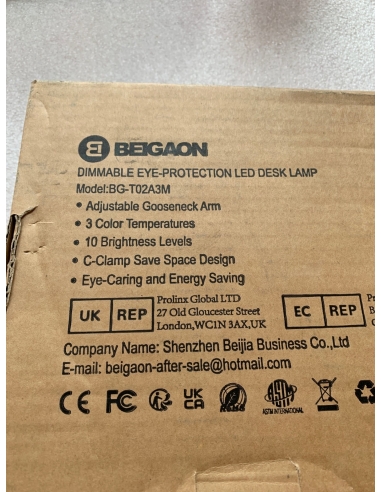 BEIGAON
DIMMABLE EYE-PROTECTION LED DESK LAMP
Model:BG-T02A3M
• Adjustable Gooseneck Arm
• 3 Color Temperatures
• 10 Brightness Levels
• C-Clamp Save Space Design
• Eye-Caring and Energy Saving
UK REP
Prolinx Global LTD
27 Old Gloucester Street
London,WC1N 3AX,UK
EC REP
Company Name: Shenzhen Beijia Business Co.,Ltd
E-mail: beigaon-after-sale@hotmail.com
CE FC UK CA ASTM INTERNATIONAL